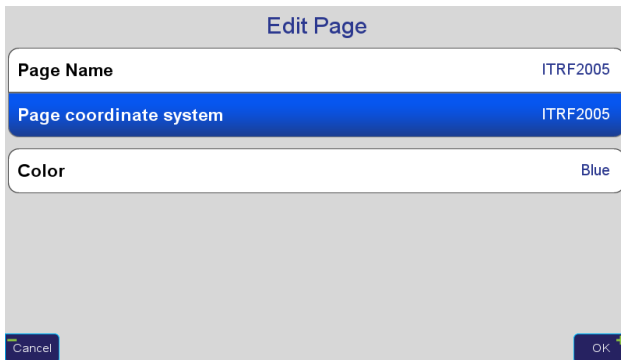 Edit Page
Page Name ITRF2005
Page coordinate system ITRF2005
Color Blue
Cancel OK